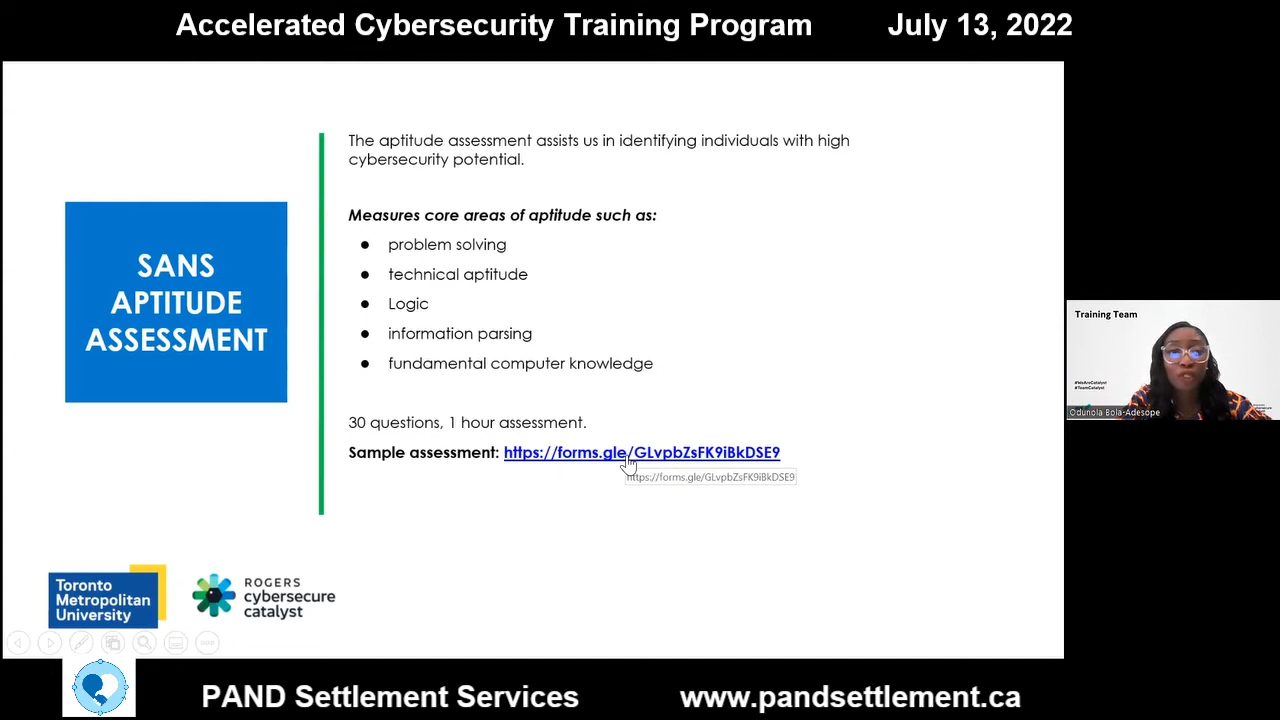 Accelerated Cybersecurity Training Program July 13, 2022
The aptitude assessment assists us in identifying individuals with high
cybersecurity potential.
SANS
APTITUDE
ASSESSMENT
Measures core areas of aptitude such as:
● problem solving
● technical aptitude
● Logic
● information parsing
● fundamental computer knowledge
30 questions, 1 hour assessment.
Sample assessment: https://forms.gle/GLvpbZsFK9iBkDSE9
https://forms.gle/GLvpbZsFK9iBkDSE9
Training Team
#WeAreCatalyst
#TeamCatalyst
Odunola Bola-Adesope
Toronto
Metropolitan
University
ROGERS
cybersecure
catalyst
PAND Settlement Services www.pandsettlement.ca